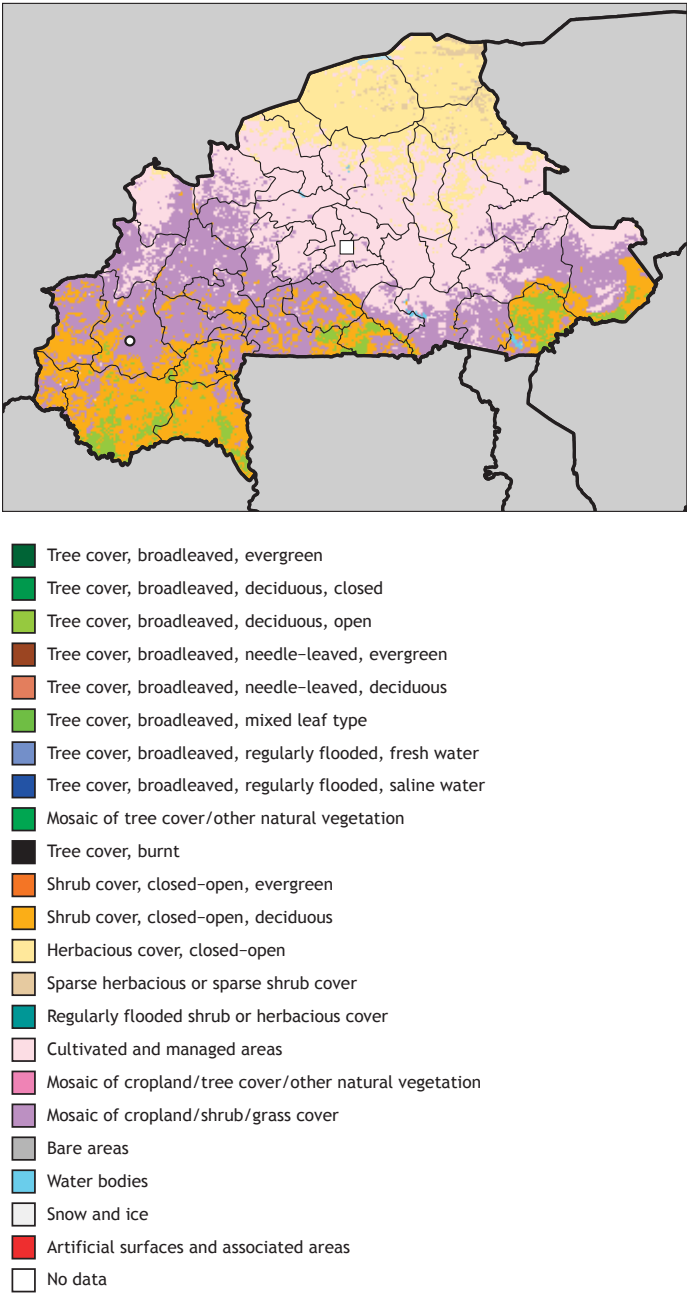 Tree cover, broadleaved, evergreen
Tree cover, broadleaved, deciduous, closed
Tree cover, broadleaved, deciduous, open
Tree cover, broadleaved, needle−leaved, evergreen
Tree cover, broadleaved, needle−leaved, deciduous
Tree cover, broadleaved, mixed leaf type
Tree cover, broadleaved, regularly flooded, fresh water
Tree cover, broadleaved, regularly flooded, saline water
Mosaic of tree cover/other natural vegetation
Tree cover, burnt
Shrub cover, closed−open, evergreen
Shrub cover, closed−open, deciduous
Herbacious cover, closed−open
Sparse herbacious or sparse shrub cover
Regularly flooded shrub or herbacious cover
Cultivated and managed areas
Mosaic of cropland/tree cover/other natural vegetation
Mosaic of cropland/shrub/grass cover
Bare areas
Water bodies
Snow and ice
Artificial surfaces and associated areas
No data